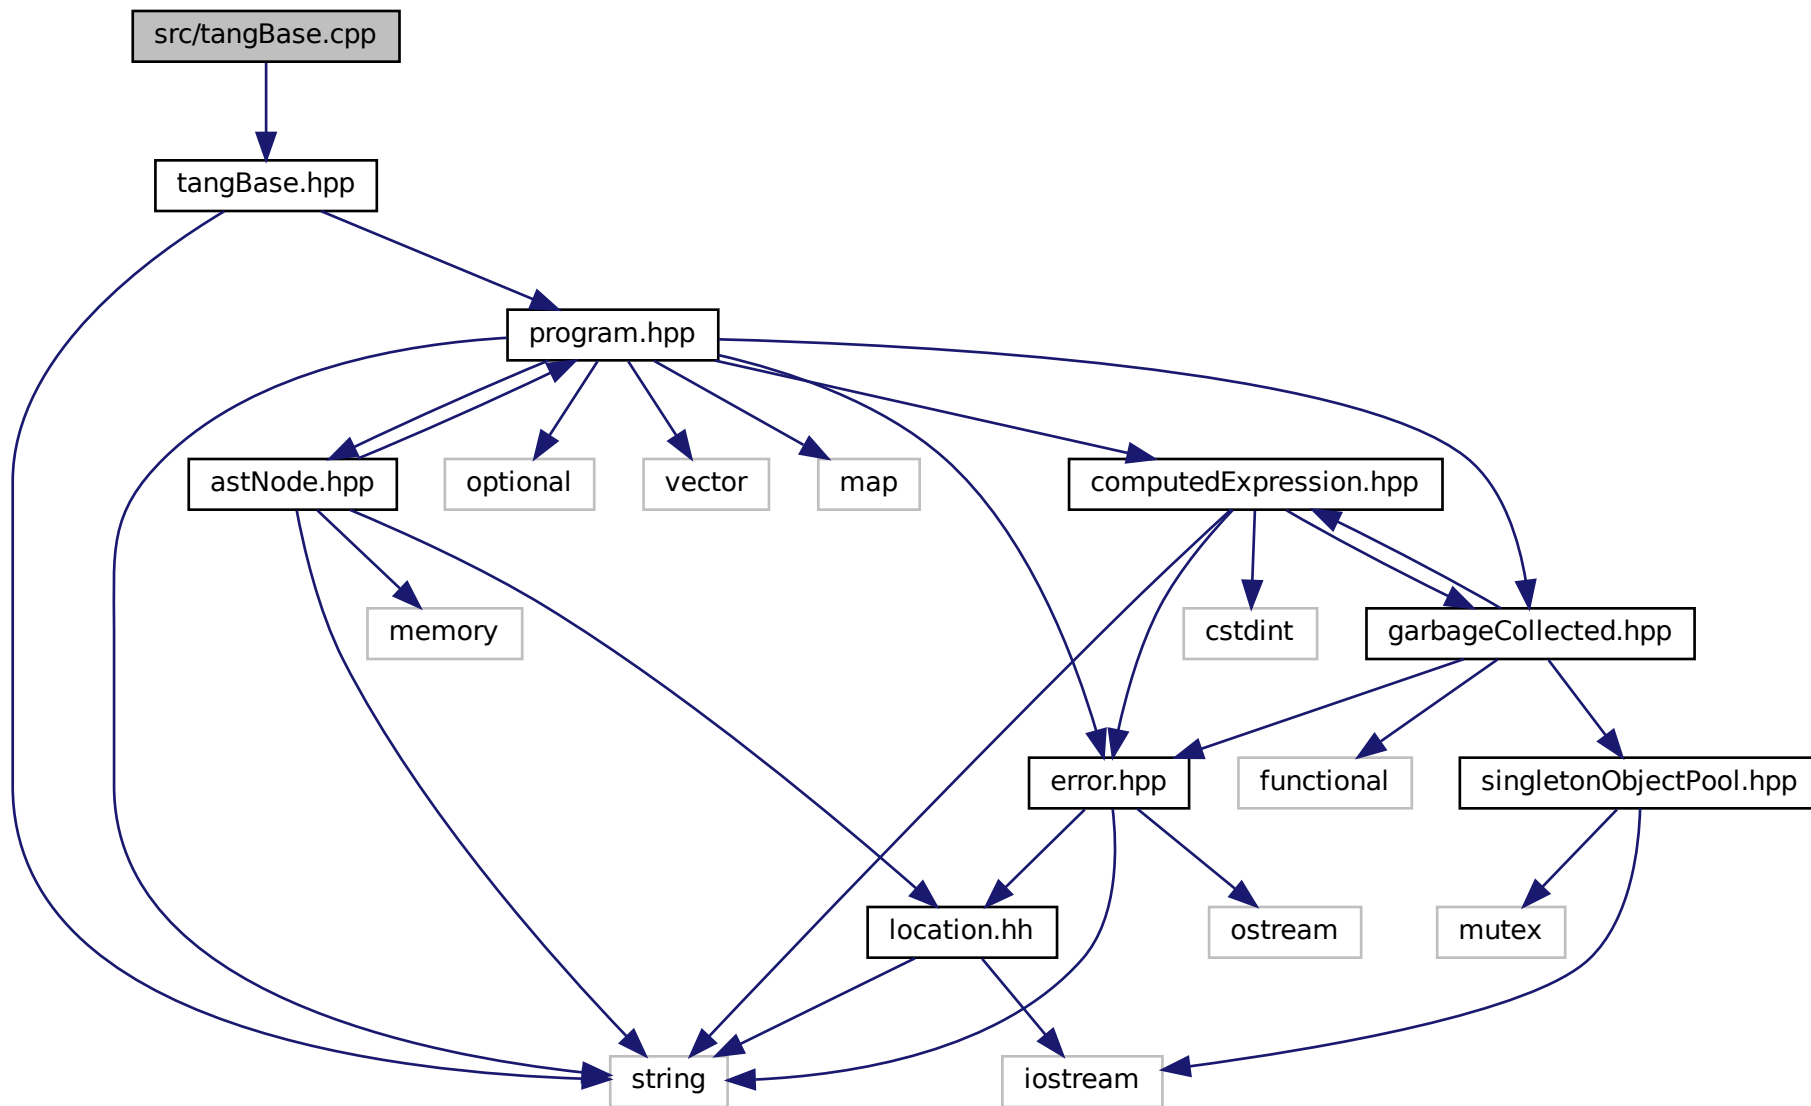 src/tangBase.cpp
tangBase.hpp
program.hpp
astNode.hpp
optional
vector
map
computedExpression.hpp
memory
cstdint
garbageCollected.hpp
error.hpp
functional
singletonObjectPool.hpp
location.hh
ostream
mutex
string
iostream